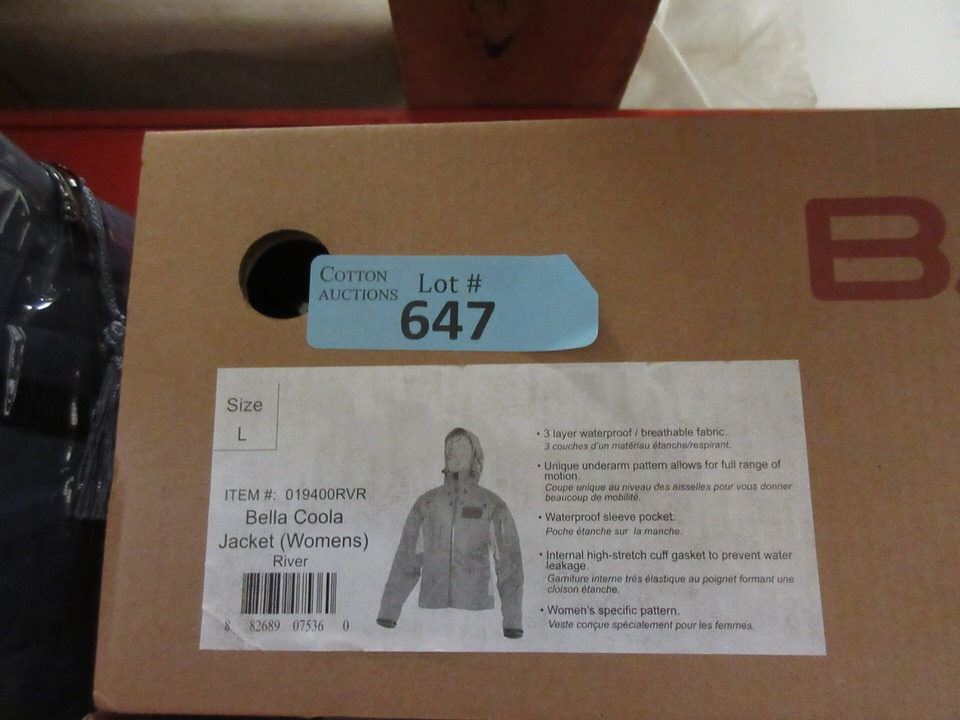 B
COTTON
AUCTIONS
Lot #
647
Size
L
ITEM #: 019400RVR
Bella Coola
Jacket (Womens)
River
8 82689 07536 0
• 3 layer waterproof / breathable fabric.
3 couches d'un matériau étanche/respirant.
• Unique underarm pattern allows for full range of
motion.
Coupe unique au niveau des aisselles pour vous donner
beaucoup de mobilité.
• Waterproof sleeve pocket.
Poche étanche sur la manche.
• Internal high-stretch cuff gasket to prevent water
leakage.
Garniture interne très élastique au poignet formant une
cloison étanche.
• Women's specific pattern.
Veste conçue spécialement pour les femmes.